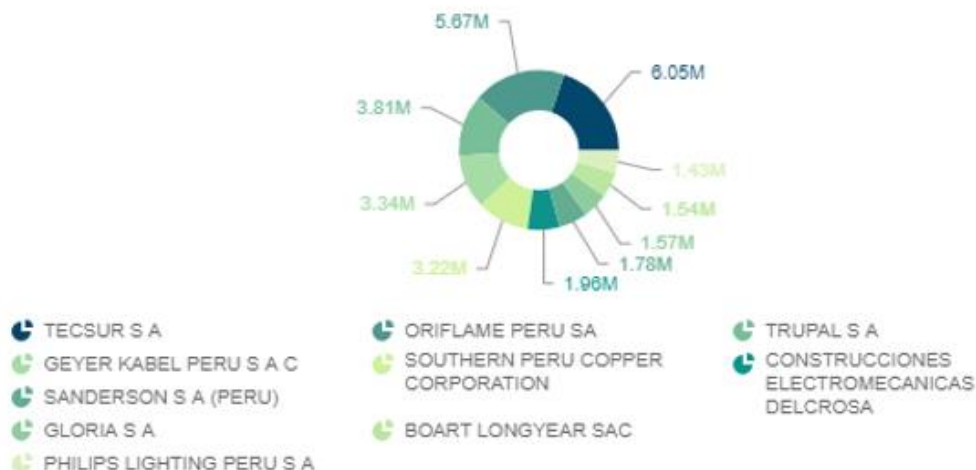 5.67M
6.05M
3.81M
1.43M
3.34M
1.54M
1.57M
3.22M
1.78M
1.96M
TECSUR S A
ORIFLAME PERU SA
TRUPAL S A
GEYER KABEL PERU S A C
SOUTHERN PERU COPPER
CORPORATION
CONSTRUCCIONES
ELECTROMECANICAS
DELCROSA
SANDERSON S A (PERU)
GLORIA S A
BOART LONGYEAR SAC
PHILIPS LIGHTING PERU S A